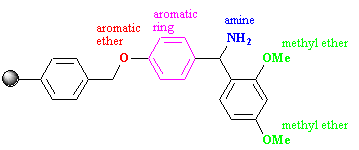 aromatic
ring
amine
aromatic
ether
NH2
methyl ether
O
OMe
methyl ether
OMe